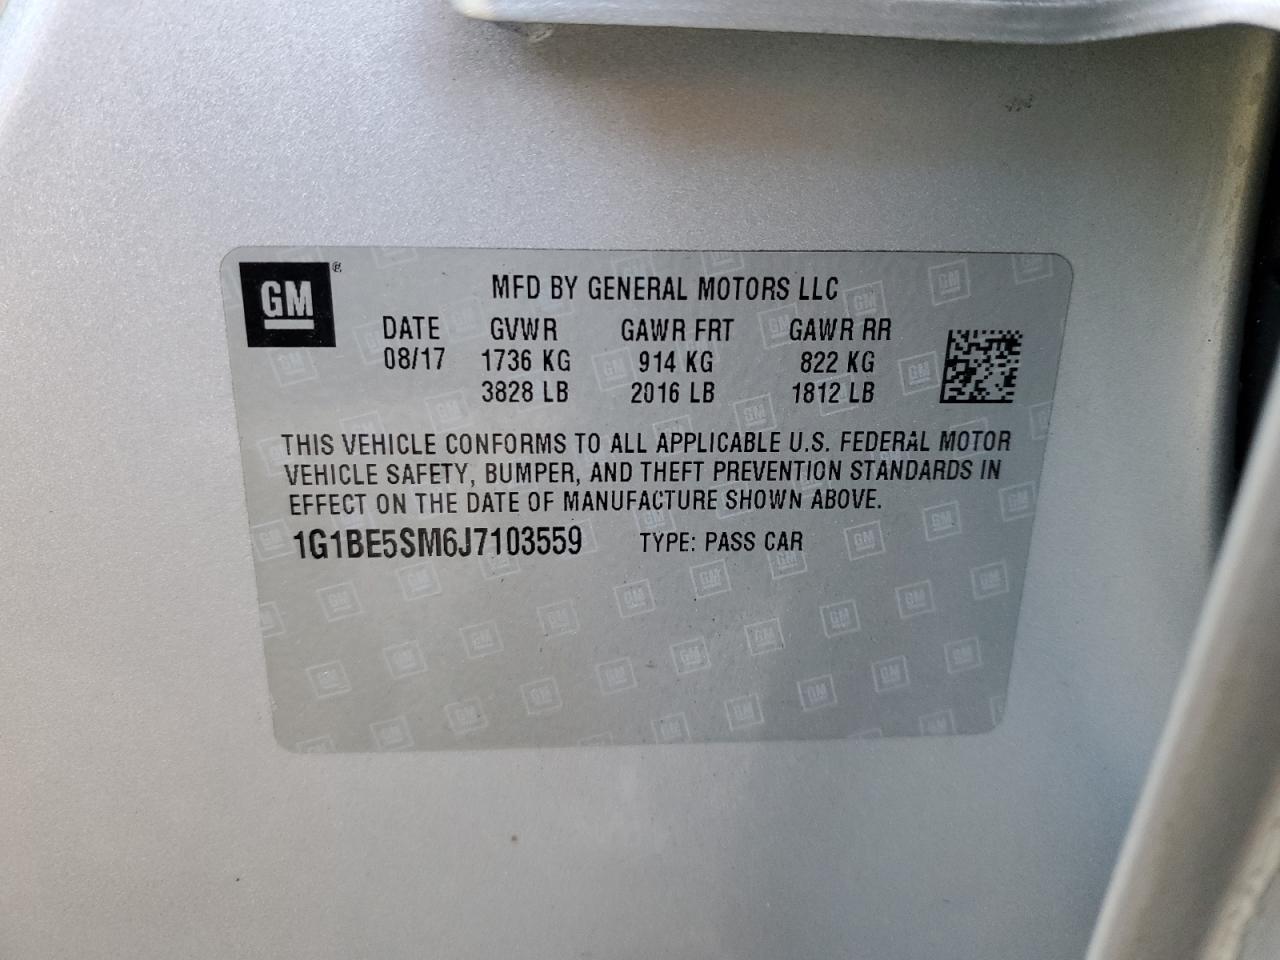 GM®
MFD BY GENERAL MOTORS LLC
DATE GVWR GAWR FRT GAWR RR
08/17 1736 KG 914 KG 822 KG
3828 LB 2016 LB 1812 LB
THIS VEHICLE CONFORMS TO ALL APPLICABLE U.S. FEDERAL MOTOR
VEHICLE SAFETY, BUMPER, AND THEFT PREVENTION STANDARDS IN
EFFECT ON THE DATE OF MANUFACTURE SHOWN ABOVE.
1G1BE5SM6J7103559 TYPE: PASS CAR